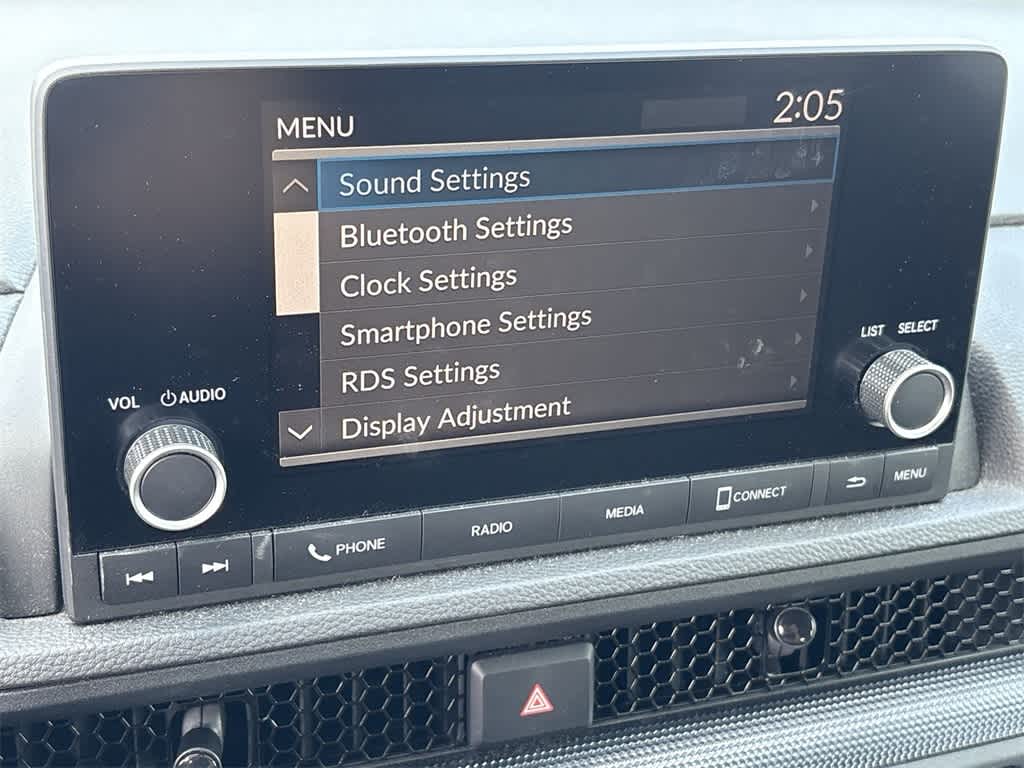 MENU 2:05
Sound Settings
Bluetooth Settings
Clock Settings
Smartphone Settings
RDS Settings
Display Adjustment
LIST SELECT
VOL AUDIO
PHONE RADIO MEDIA CONNECT MENU